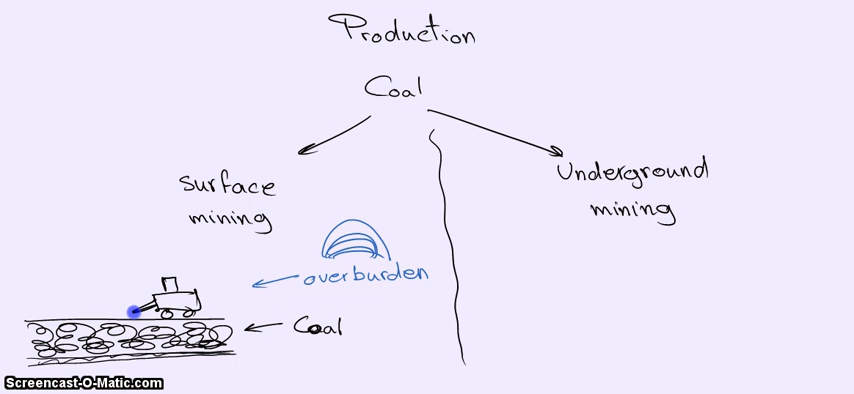 Production
Coal
surface
mining
Underground
mining
overburden
Coal
Screencast-O-Matic.com